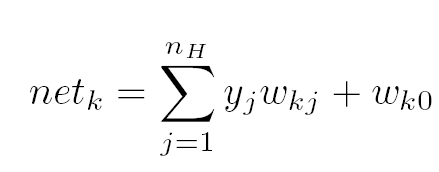 net_k = \sum_{j=1}^{n_H} y_j w_{kj} + w_{k0}